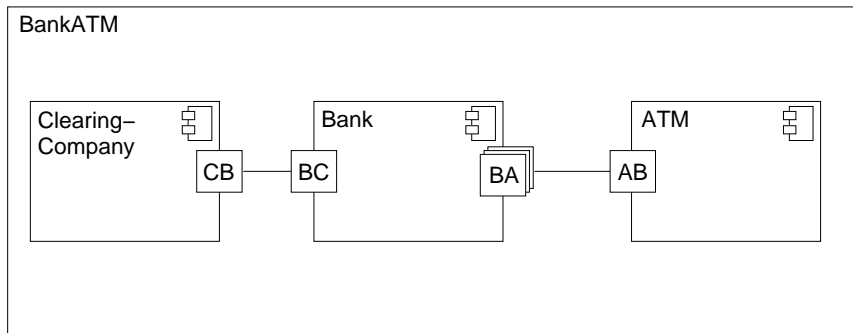 BankATM
Clearing–
Company
Bank
ATM
CB
BC
BA
AB